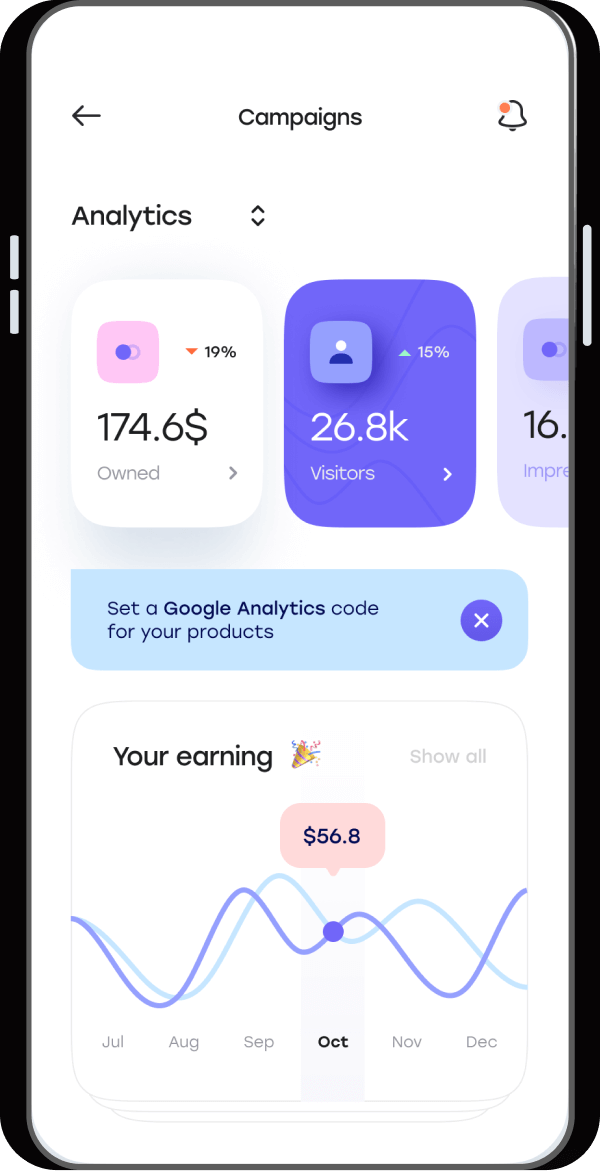 Campaigns
Analytics
19%
174.6$
Owned
15%
26.8k
Visitors
16.
Impre
Set a Google Analytics code
for your products
Your earning 🎉
Show all
$56.8
Jul Aug Sep Oct Nov Dec